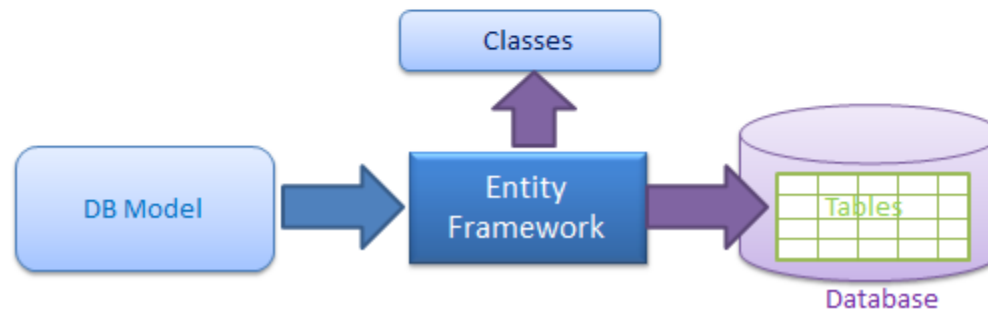 Classes
DB Model
Entity
Framework
Tables
Database